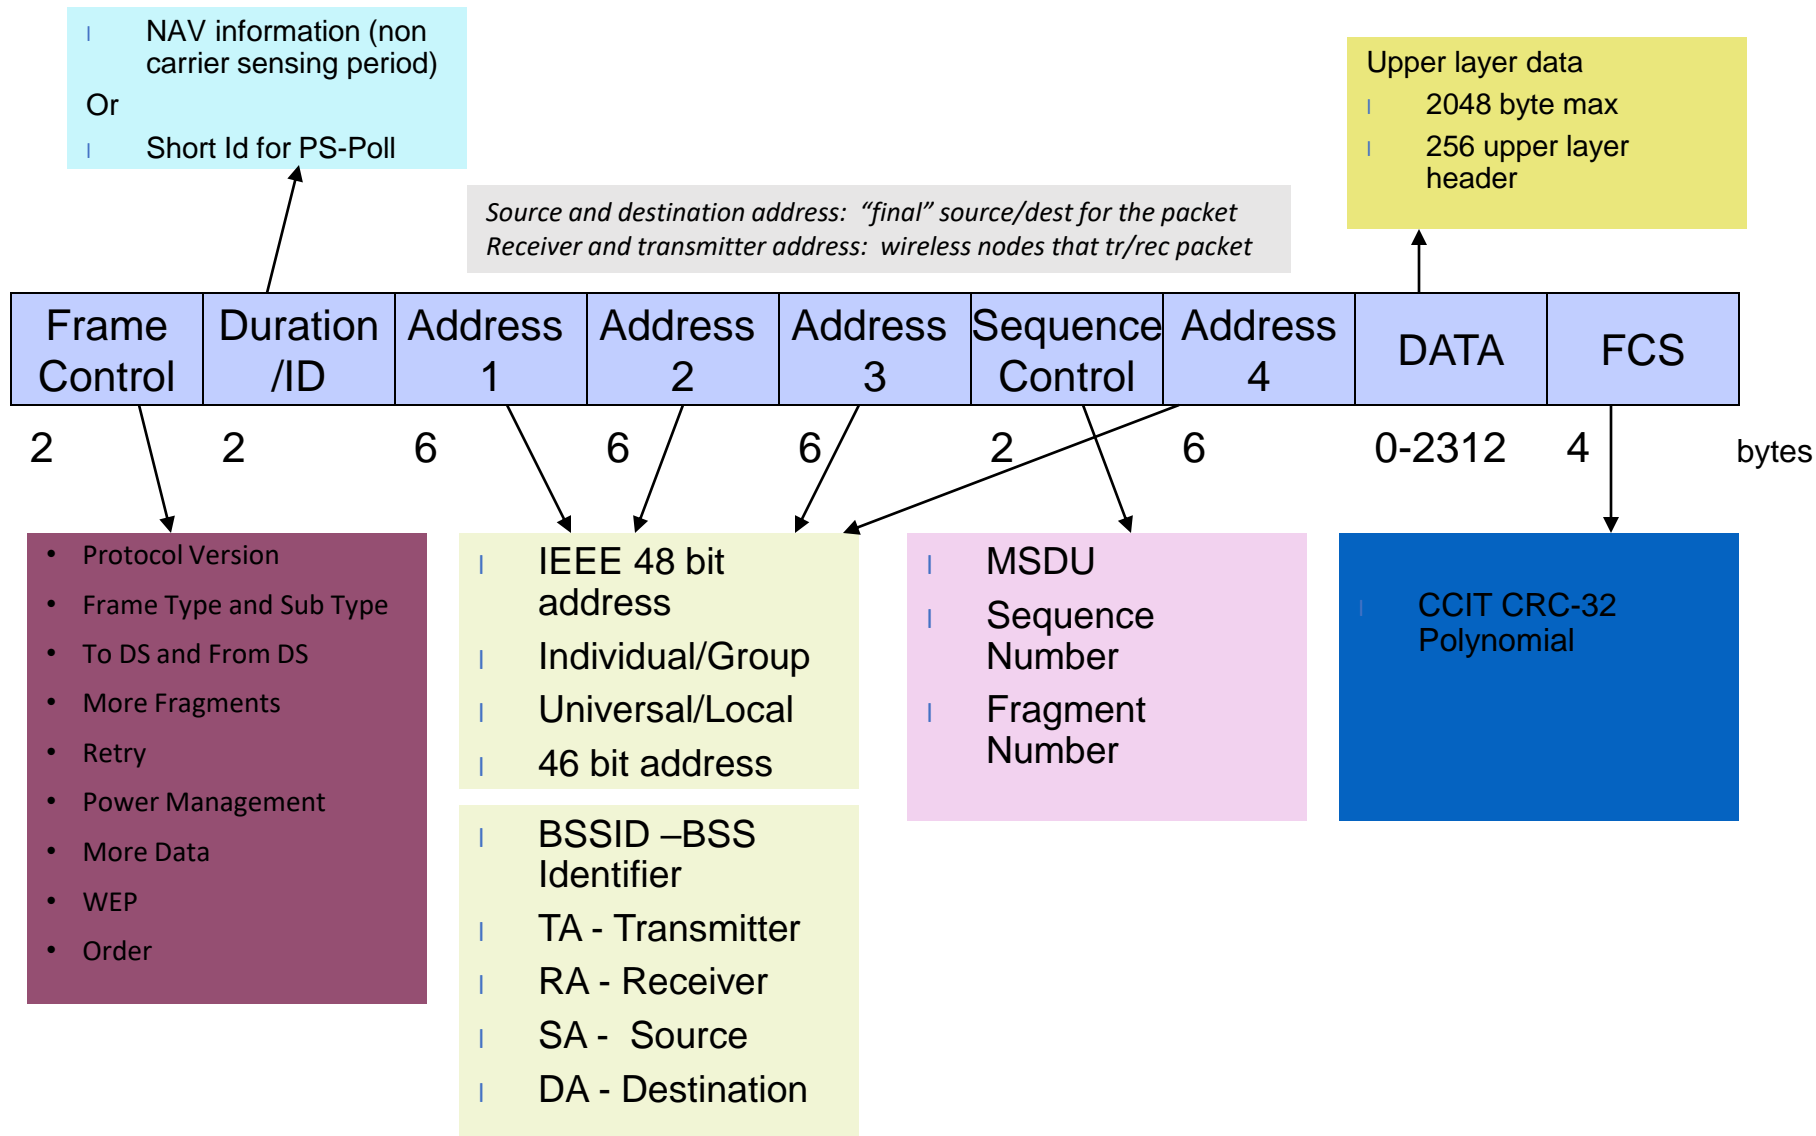 NAV information (non
carrier sensing period)
Or
Short Id for PS-Poll
Upper layer data
2048 byte max
256 upper layer
header
Source and destination address: “final” source/dest for the packet
Receiver and transmitter address: wireless nodes that tr/rec packet
Frame
Control
Duration
/ID
Address
1
Address
2
Address
3
Sequence
Control
Address
4
DATA
FCS
2
2
6
6
6
2
6
0-2312
4
bytes
• Protocol Version
• Frame Type and Sub Type
• To DS and From DS
• More Fragments
• Retry
• Power Management
• More Data
• WEP
• Order
IEEE 48 bit
address
Individual/Group
Universal/Local
46 bit address
BSSID –BSS
Identifier
TA - Transmitter
RA - Receiver
SA - Source
DA - Destination
MSDU
Sequence
Number
Fragment
Number
CCIT CRC-32
Polynomial